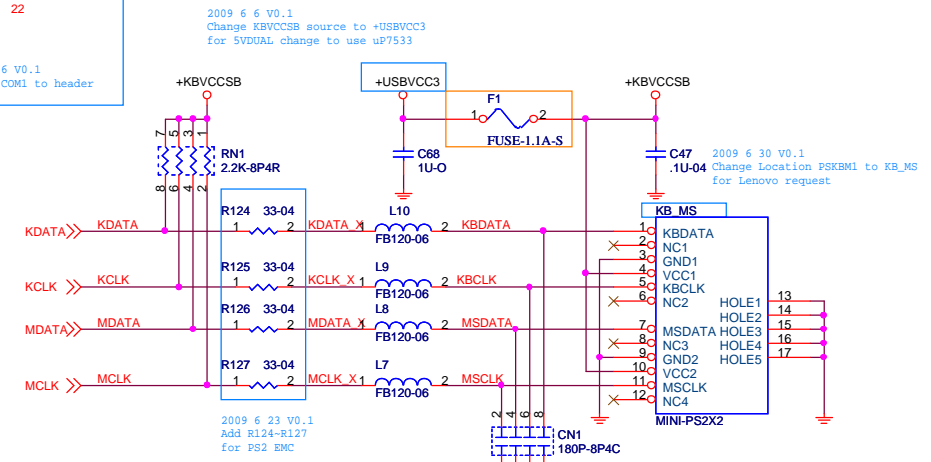 22
2009 6 6 V0.1
Change KBVCCSB source to +USBVCC3
for 5VDUAL change to use uP7533
6 V0.1
COM1 to header
+KBVCCSB
+USBVCC3
+KBVCCSB
F1
1
2
FUSE-1.1A-S
7
5
3
1
RN1
2.2K-8P4R
8
6
4
2
C68
1U-O
C47
.1U-04
2009 6 30 V0.1
Change Location PSKBM1 to KB_MS
for Lenovo request
KDATA
KDATA
R124
33-04
1
2
KDATA_X
1
L10
FB120-06
2
KBDATA
KCLK
KCLK
R125
33-04
1
2
KCLK_X
1
L9
FB120-06
2
KBCLK
MDATA
MDATA
R126
33-04
1
2
MDATA_X
1
L8
FB120-06
2
MSDATA
MCLK
MCLK
R127
33-04
1
2
MCLK_X
1
L7
FB120-06
2
MSCLK
KB_MS
1
KBDATA
2
NC1
3
GND1
4
VCC1
5
KBCLK
6
NC2
7
MSDATA
8
NC3
9
GND2
10
VCC2
11
MSCLK
12
NC4
HOLE1
13
HOLE2
14
HOLE3
15
HOLE4
16
HOLE5
17
MINI-PS2X2
2009 6 23 V0.1
Add R124~R127
for PS2 EMC
2
4
6
8
CN1
180P-8P4C